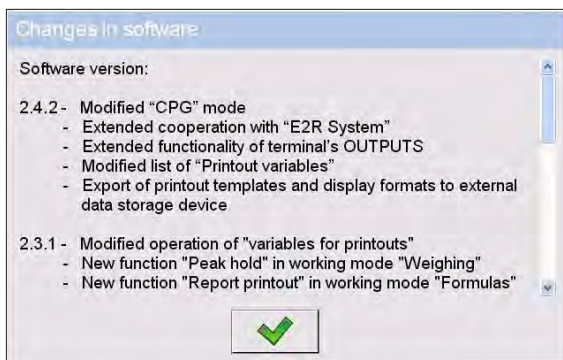 Changes in software
Software version:
2.4.2 - Modified “CPG” mode
- Extended cooperation with “E2R System”
- Extended functionality of terminal's OUTPUTS
- Modified list of “Printout variables”
- Export of printout templates and display formats to external
data storage device
2.3.1 - Modified operation of "variables for printouts"
- New function "Peak hold" in working mode "Weighing"
- New function "Report printout" in working mode "Formulas"